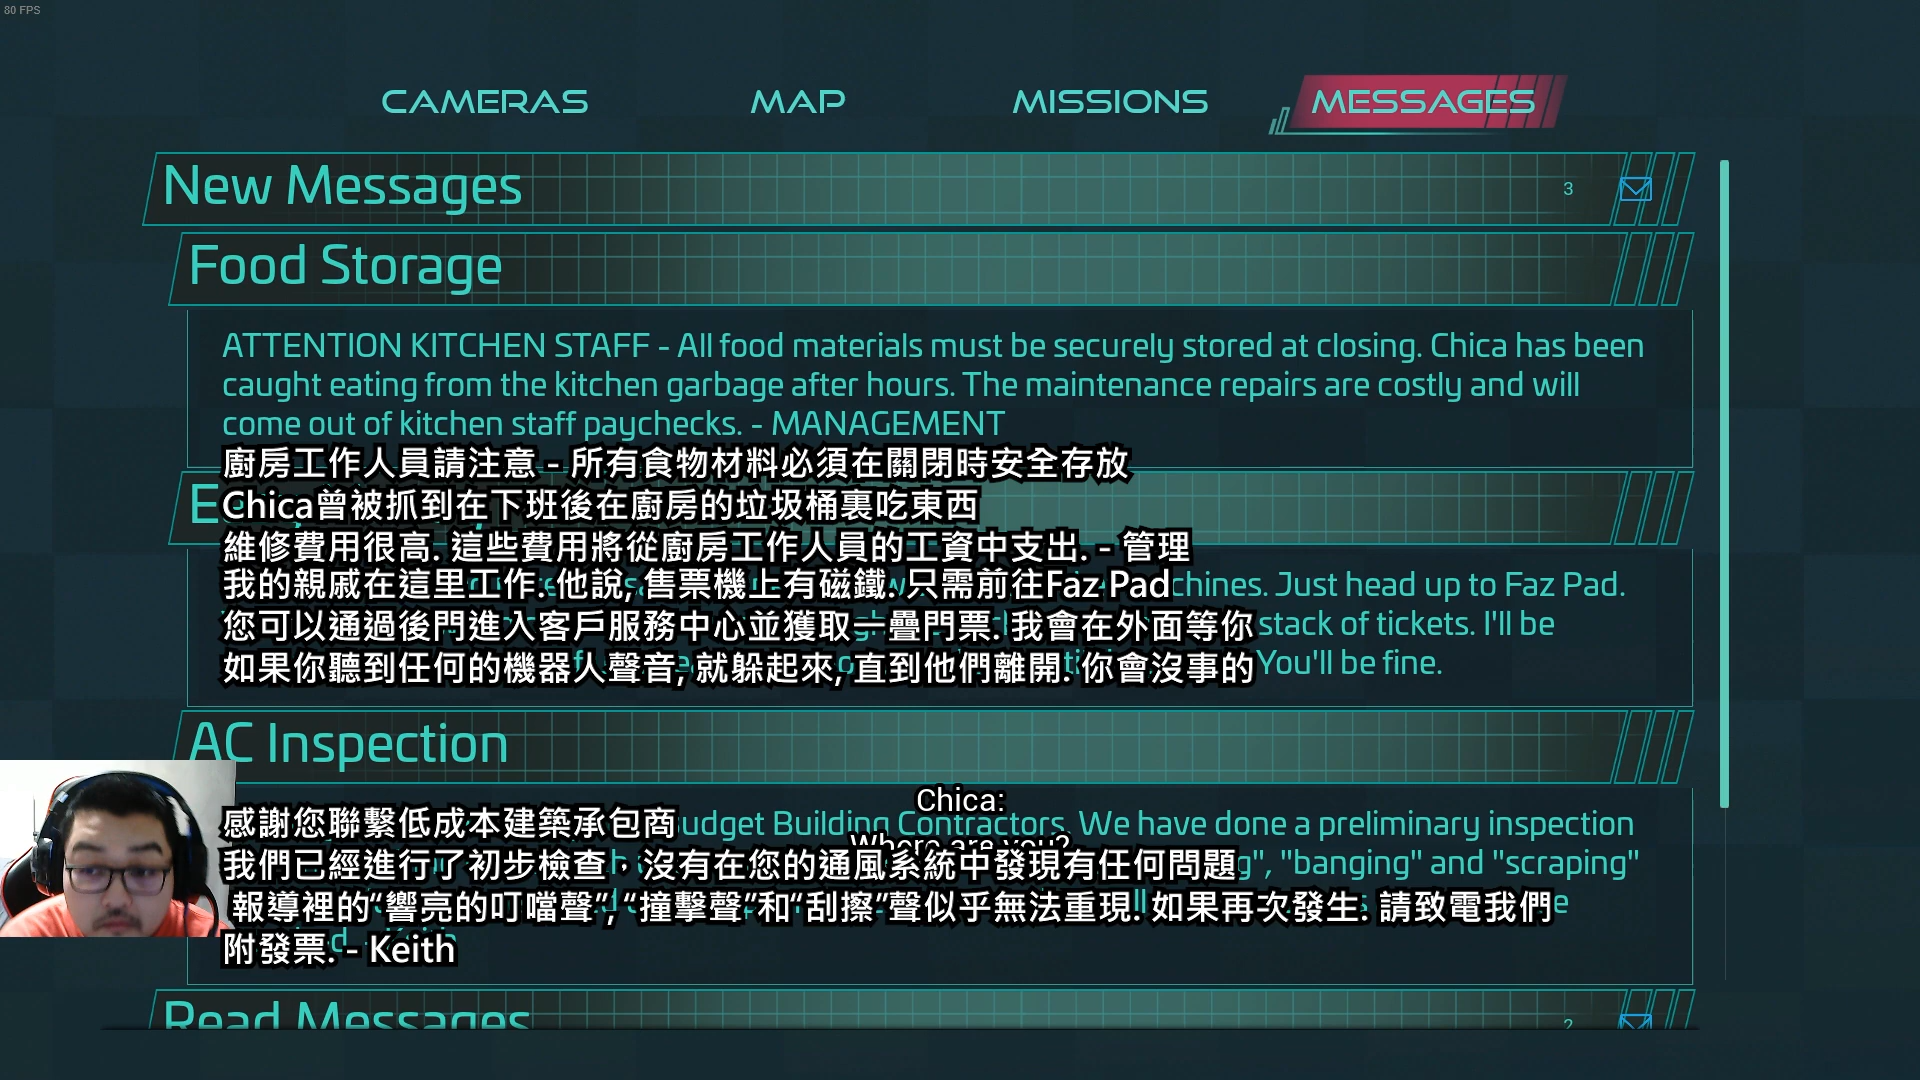 80 FPS
CAMERAS MAP MISSIONS MESSAGES
New Messages 3
Food Storage
ATTENTION KITCHEN STAFF - All food materials must be securely stored at closing. Chica has been
caught eating from the kitchen garbage after hours. The maintenance repairs are costly and will
come out of kitchen staff paychecks. - MANAGEMENT
廚房工作人員請注意 - 所有食物材料必須在關閉時安全存放
Chica曾被抓到在下班後在廚房的垃圾桶裏吃東西
維修費用很高. 這些費用將從廚房工作人員的工資中支出. - 管理
我的親戚在這里工作. 他說, 售票機上有磁鐵. 只需前往Faz Pad
chines. Just head up to Faz Pad.
您可以通過後門進入客戶服務中心並獲取一疊門票. 我會在外面等你
stack of tickets. I'll be
如果你聽到任何的機器人聲音, 就躲起來, 直到他們離開. 你會沒事的
You'll be fine.
AC Inspection
Chica:
Where are you?
感謝您聯繫低成本建築承包商
udget Building Contractors. We have done a preliminary inspection
我們已經進行了初步檢查，沒有在您的通風系統中發現有任何問題
g", "banging" and "scraping"
報導裡的“響亮的叮噹聲”, “撞擊聲”和“刮擦”聲似乎無法重現. 如果再次發生. 請致電我們
附發票. - Keith
Read Messages 2